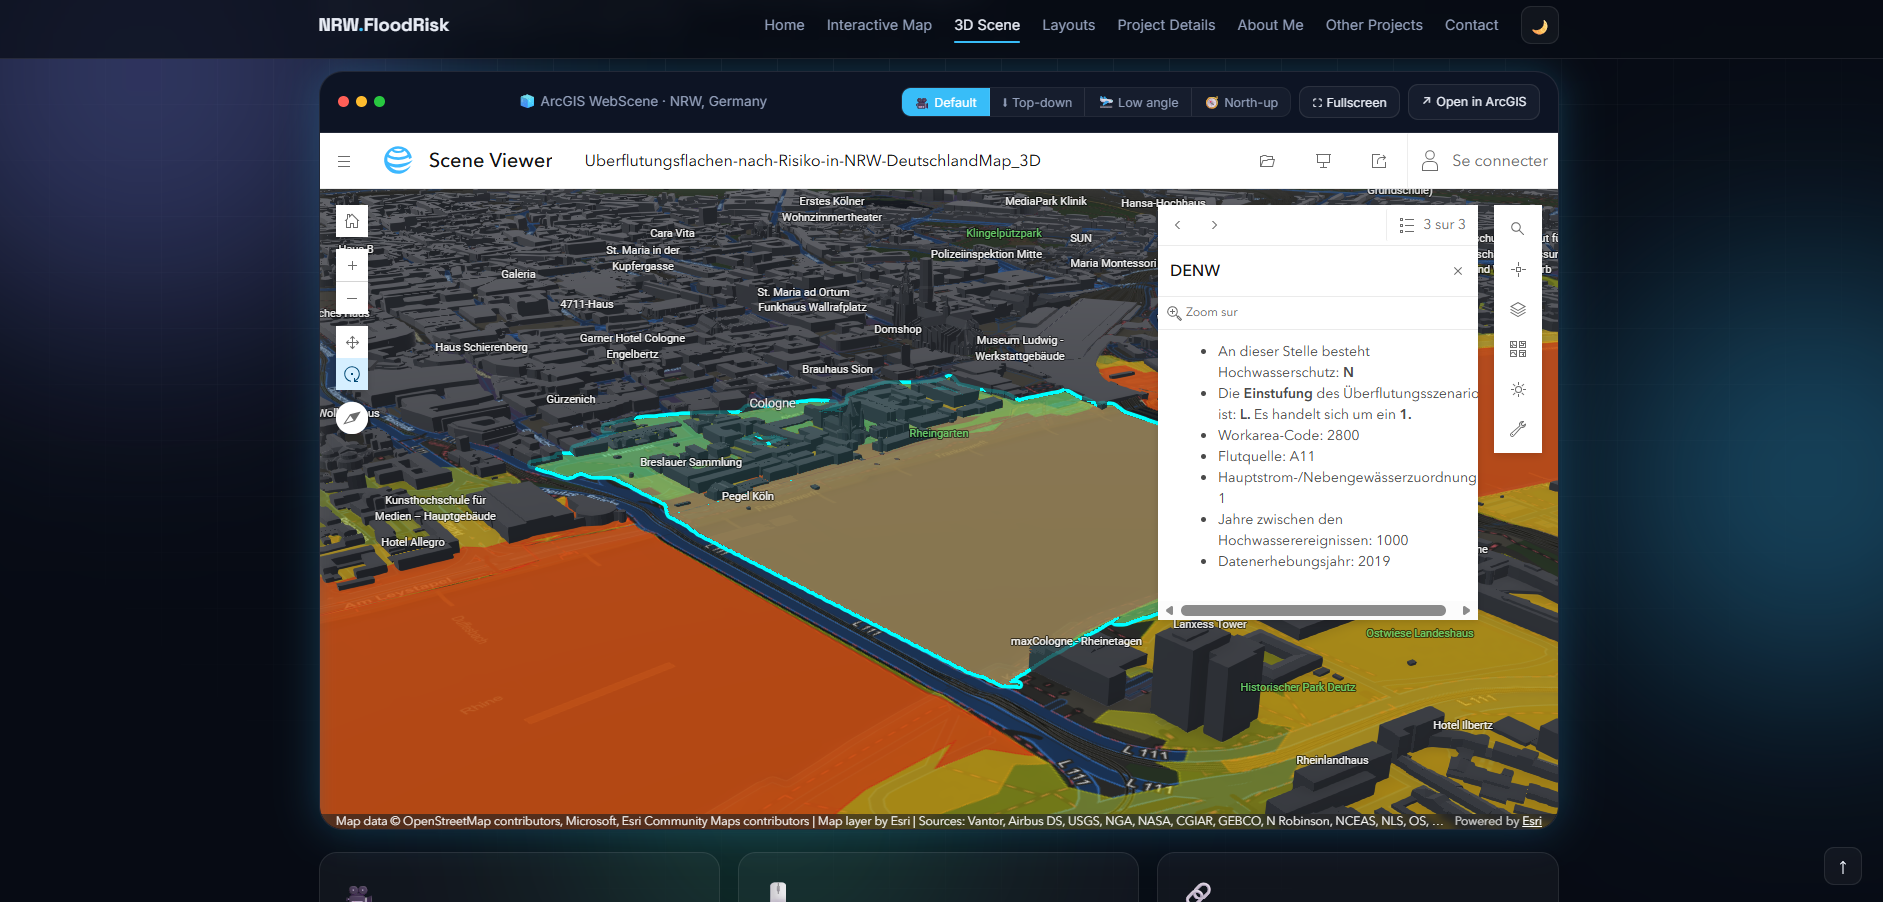 NRW.FloodRisk
Home
Interactive Map
3D Scene
Layouts
Project Details
About Me
Other Projects
Contact
ArcGIS WebScene · NRW, Germany
Default
Top-down
Low angle
North-up
Fullscreen
Open in ArcGIS
Scene Viewer
Uberflutungsflachen-nach-Risiko-in-NRW-DeutschlandMap_3D
Se connecter
Erstes Kölner
Wohnzimmertheater
MediaPark Klinik
Hansa-Hochhaus
Cara Vita
Klingelpützpark
SUN
St. Maria in der
Kupfergasse
Polizeiinspektion Mitte
Maria Montessori
Galeria
St. Maria ad Ortum
Funkhaus Wallrafplatz
4711-Haus
Domshop
Garner Hotel Cologne
Engelbertz
Haus Schierenberg
Museum Ludwig -
Werkstattgebäude
Brauhaus Sion
Gürzenich
Cologne
Rheingarten
Breslauer Sammlung
Pegel Köln
Kunsthochschule für
Medien – Hauptgebäude
Hotel Allegro
Am Leystapel
Rhine
L 111
maxCologne - Rheinetagen
Lanxess Tower
Ostwiese Landeshaus
Historischer Park Deutz
L 111
Hotel Ilbertz
Rheinlandhaus
L 111
L 111
L 111
3 sur 3
DENW
Zoom sur
An dieser Stelle besteht
Hochwasserschutz: N
Die Einstufung des Überflutungsszenario
ist: L. Es handelt sich um ein 1.
Workarea-Code: 2800
Flutquelle: A11
Hauptstrom-/Nebengewässerzuordnung
1
Jahre zwischen den
Hochwasserereignissen: 1000
Datenerhebungsjahr: 2019
Map data © OpenStreetMap contributors, Microsoft, Esri Community Maps contributors | Map layer by Esri | Sources: Vantor, Airbus DS, USGS, NGA, NASA, CGIAR, GEBCO, N Robinson, NCEAS, NLS, OS, ...
Powered by Esri